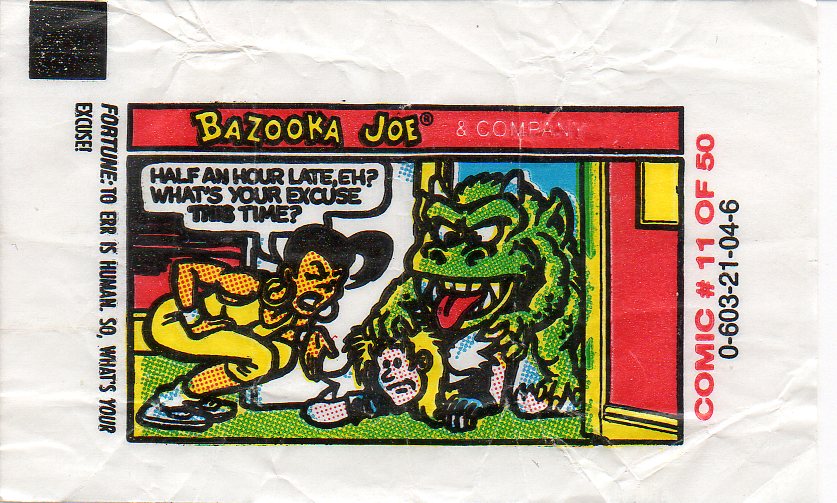 BAZOOKA JOE® & COMPANY
HALF AN HOUR LATE, EH?
WHAT'S YOUR EXCUSE
THIS TIME?
FORTUNE: TO ERR IS HUMAN. SO, WHAT'S YOUR
EXCUSE!
COMIC # 11 OF 50
0-603-21-04-6